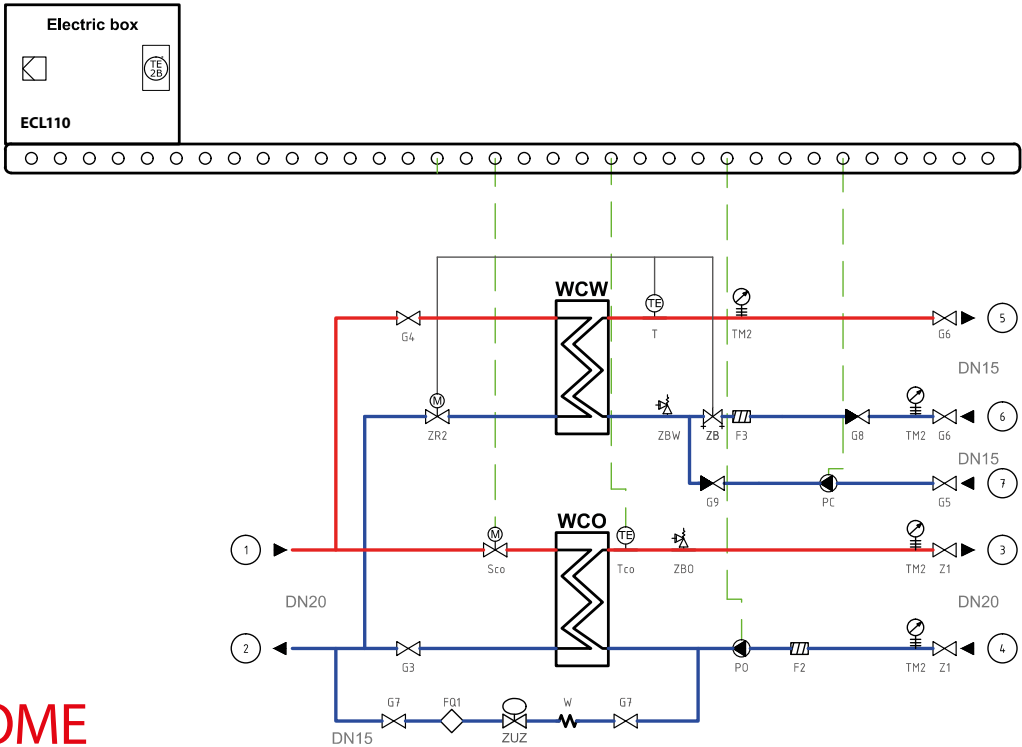 Electric box
TE
2B
ECL110
WCW
TE
G4
T
TM2
G6
5
DN15
M
ZR2
ZBW
ZB
F3
G8
TM2
G6
6
DN15
G9
PC
G5
7
WCO
1
M
Sco
TE
Tco
ZBO
TM2
Z1
3
DN20
DN20
2
G3
PO
F2
TM2
Z1
4
G7
FQ1
ZUZ
W
G7
DN15
OME